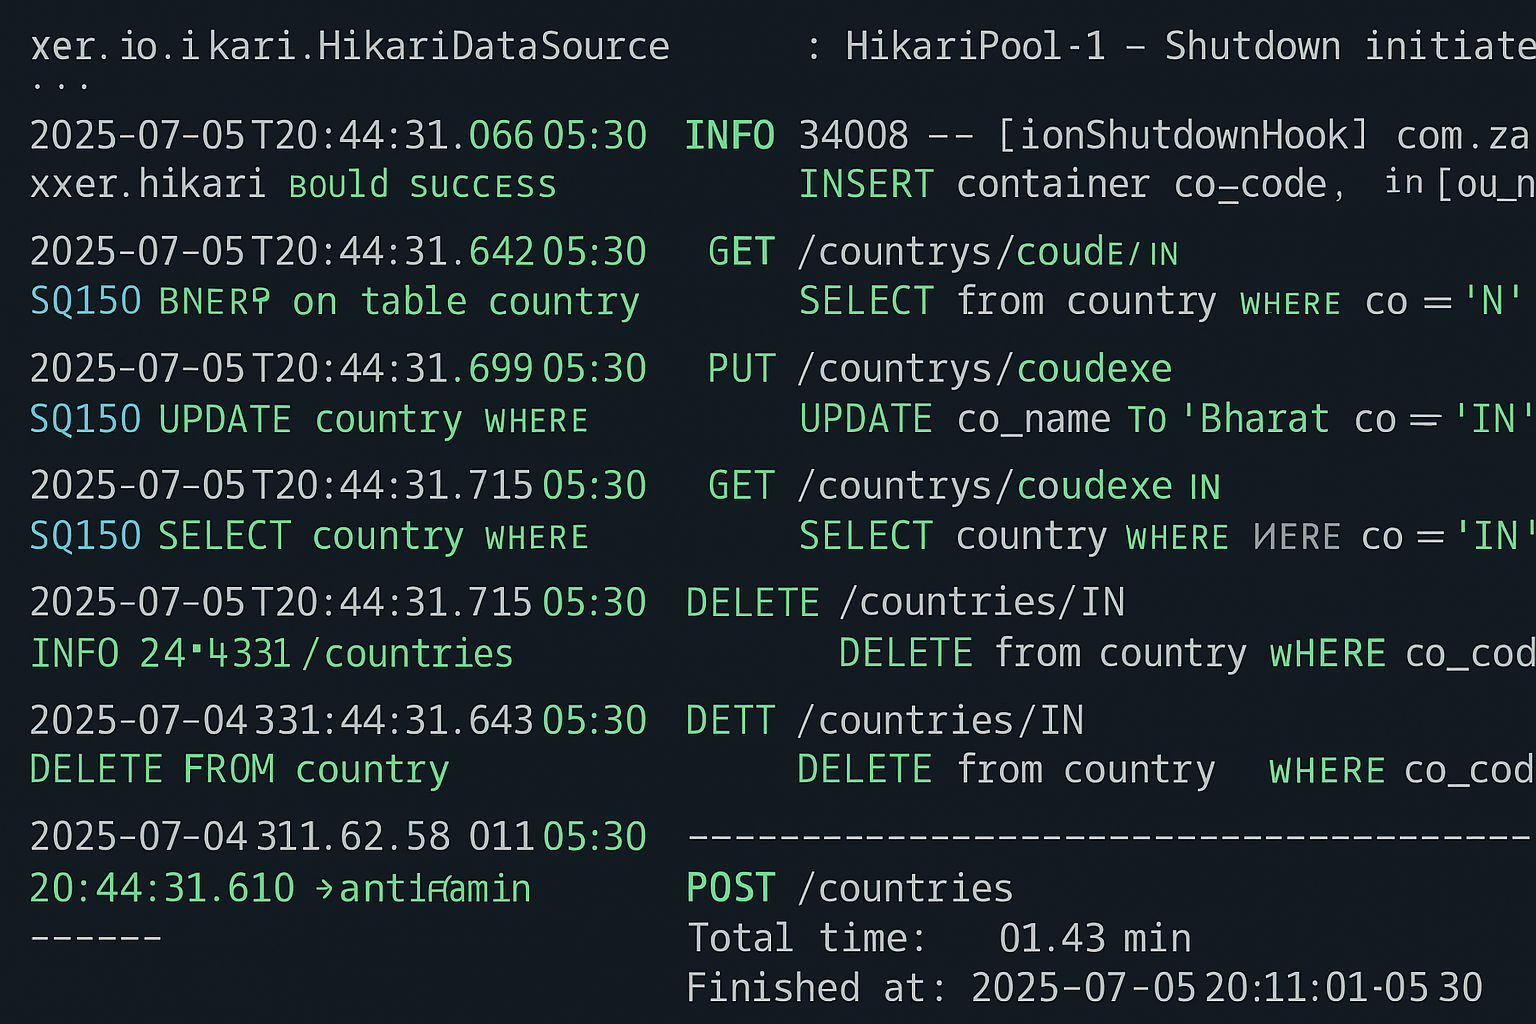 xer.io.ikari.HikariDataSource : HikariPool-1 – Shutdown initiate
...
2025-07-05T20:44:31.066 05:30 INFO 34008 -- [ionShutdownHook] com.za
xxer.hikari BOUld success INSERT container co_code, in [ou_n
2025-07-05T20:44:31.642 05:30 GET /countrys/coudE/IN
SQ150 on table country SELECT from country WHERE co = 'N'
2025-07-05T20:44:31.699 05:30 PUT /countrys/coudexe
SQ150 UPDATE country WHERE UPDATE co_name TO 'Bharat co = 'IN'
2025-07-05T20:44:31.715 05:30 GET /countrys/coudexe IN
SQ150 SELECT country WHERE SELECT country WHERE co = 'IN'
2025-07-05T20:44:31.715 05:30 DELETE /countries/IN
INFO /countries DELETE from country WHERE co_cod
2025-07-04 331:44:31.643 05:30 DETT /countries/IN
DELETE FROM country DELETE from country WHERE co_cod
2025-07-04 311.62.58 011 05:30 -------------------------------------
20:44:31.610 POST /countries
------ Total time: 01.43 min
Finished at: 2025-07-05 20:11:01-05 30